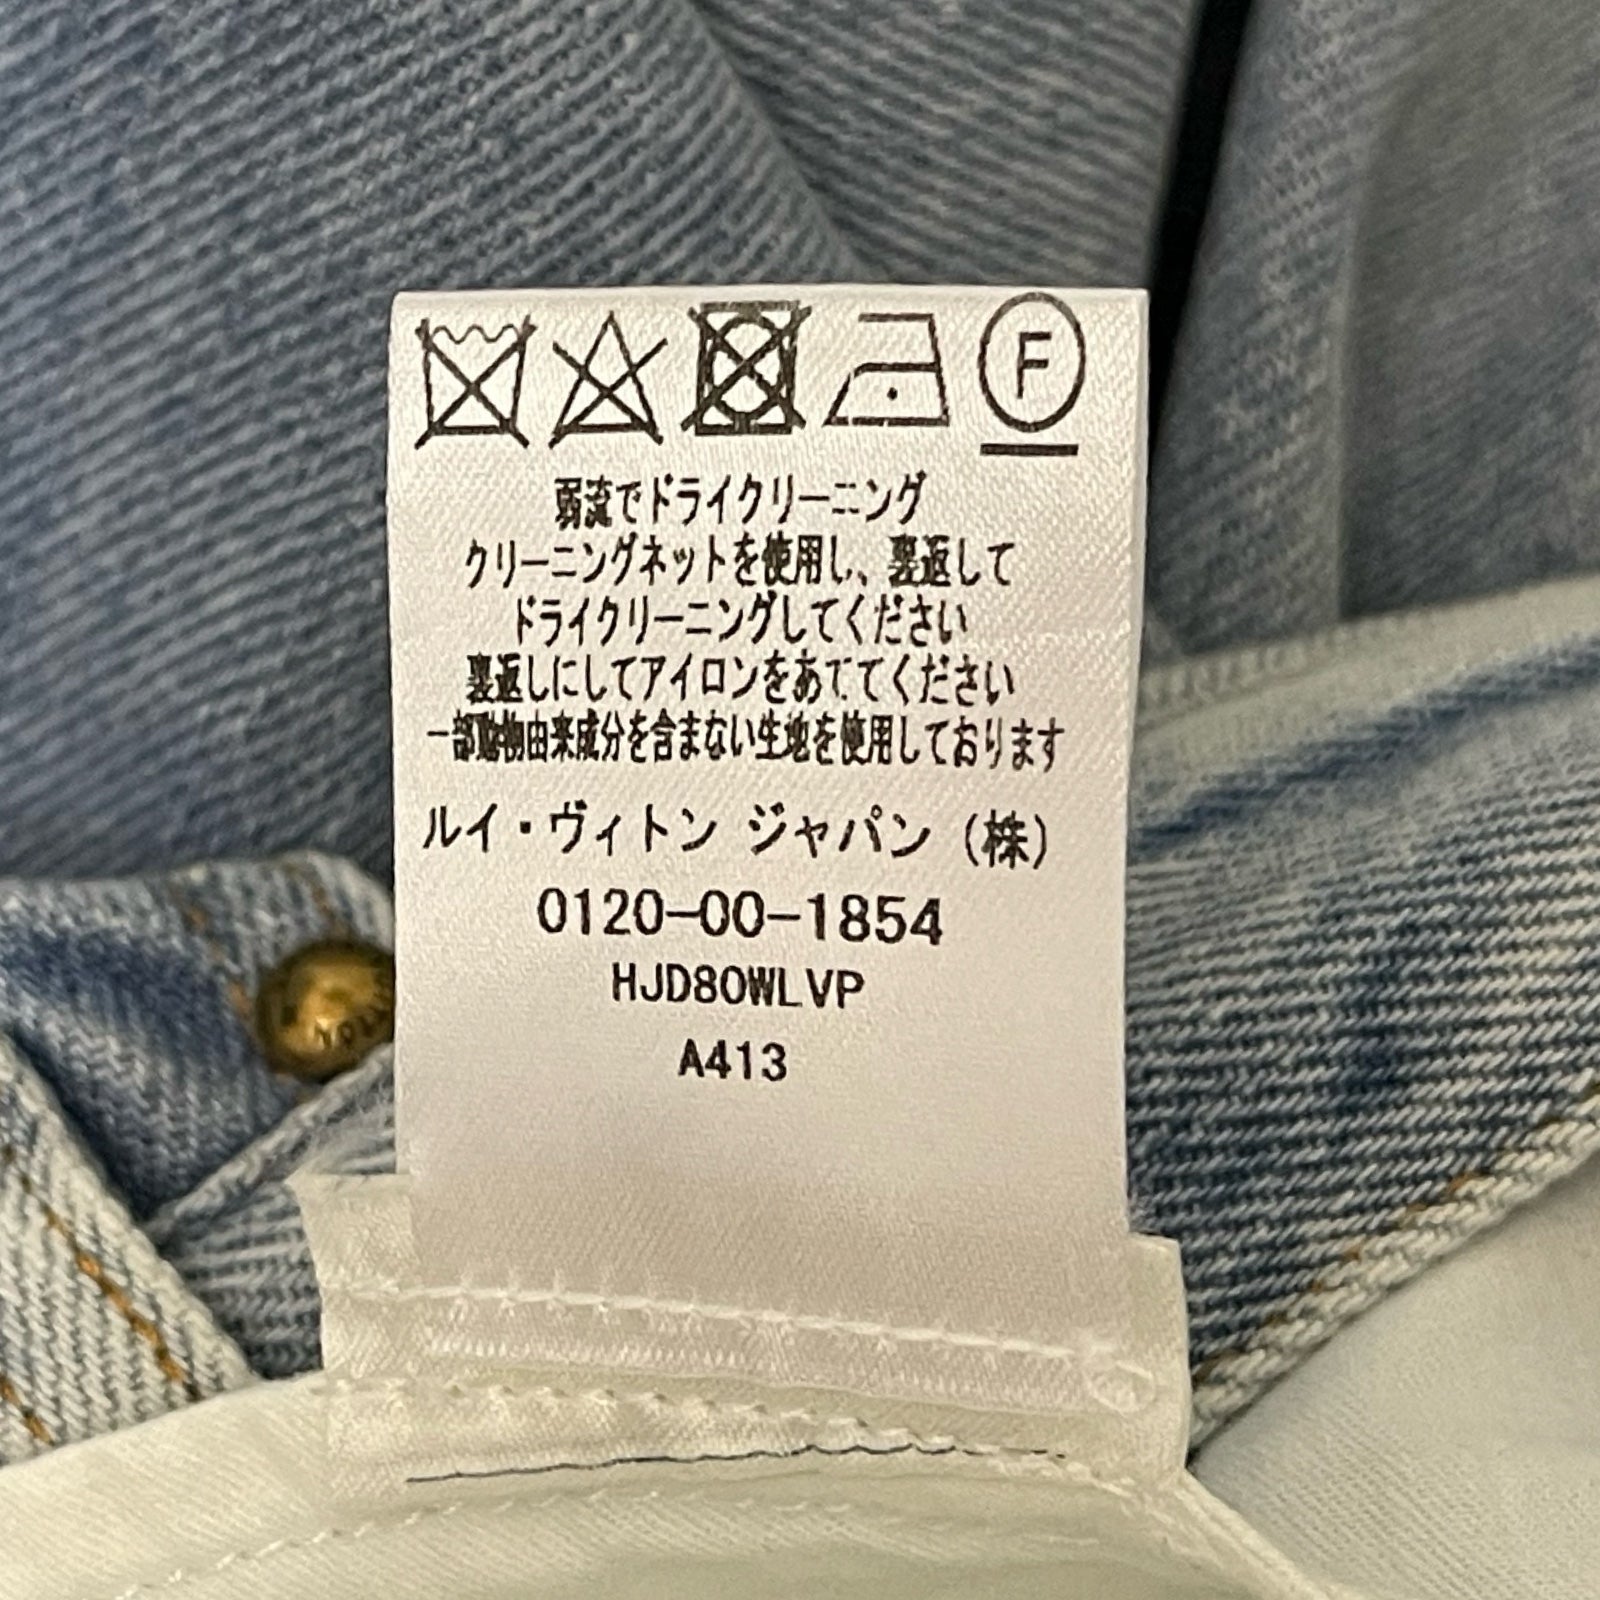 F
弱流でドライクリーニング
クリーニングネットを使用し、裏返して
ドライクリーニングしてください
裏返しにしてアイロンをあててください
一部動物由来成分を含まない生地を使用しております
ルイ・ヴィトン ジャパン (株)
0120-00-1854
HJD80WLVP
A413